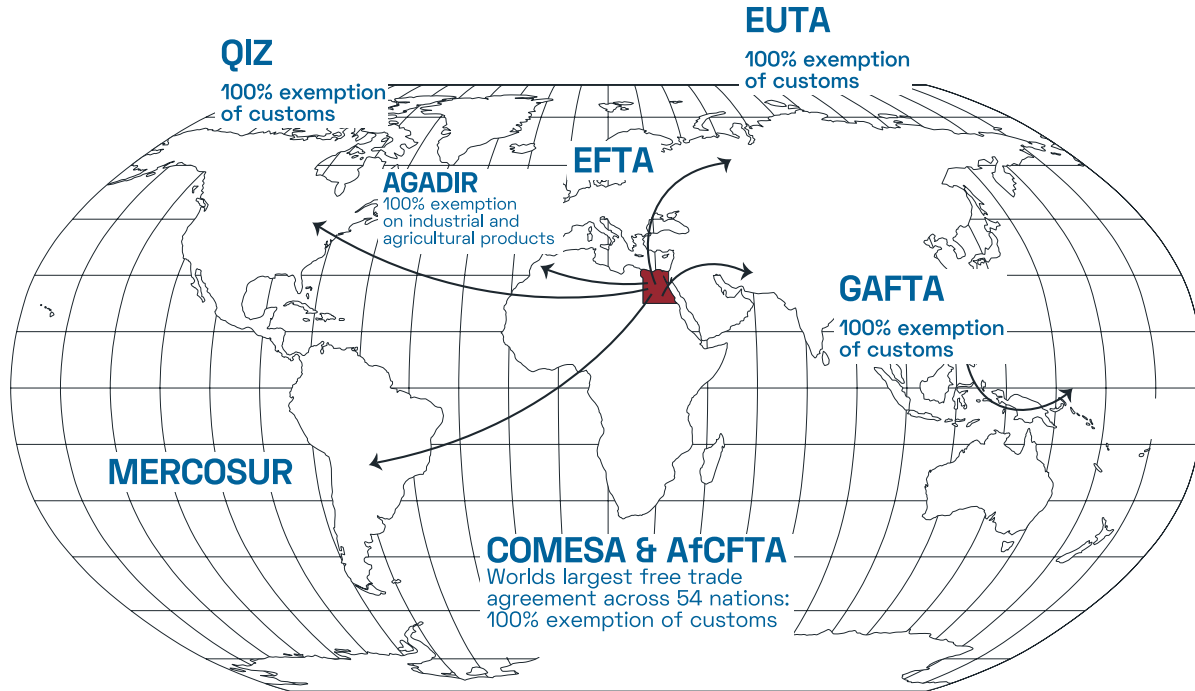 EUTA
100% exemption
of customs
QIZ
100% exemption
of customs
EFTA
AGADIR
100% exemption
on industrial and
agricultural products
GAFTA
100% exemption
of customs
MERCOSUR
COMESA & AfCFTA
Worlds largest free trade
agreement across 54 nations:
100% exemption of customs